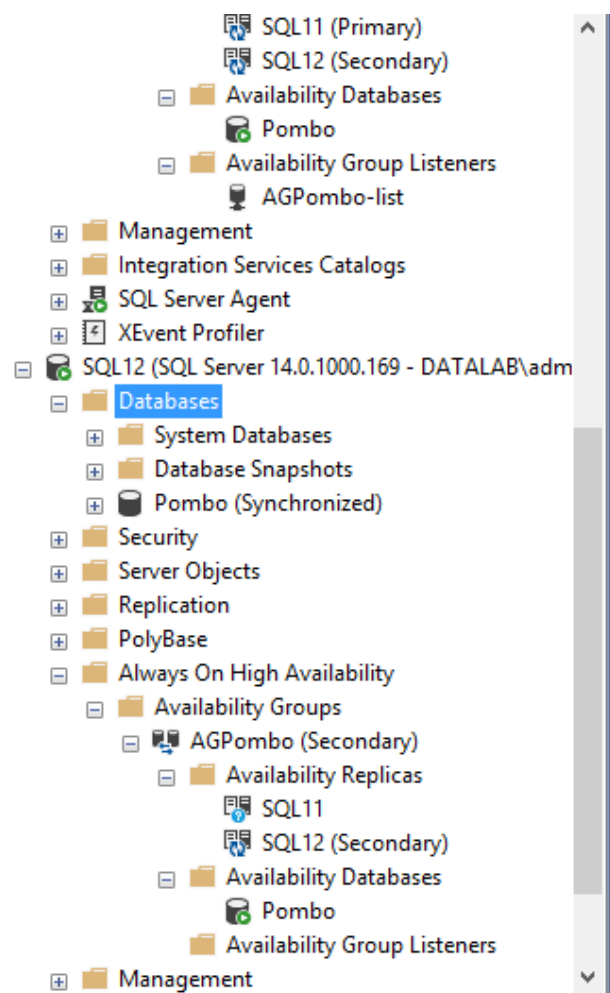 SQL11 (Primary)
SQL12 (Secondary)
Availability Databases
Pombo
Availability Group Listeners
AGPombo-list
Management
Integration Services Catalogs
SQL Server Agent
XEvent Profiler
SQL12 (SQL Server 14.0.1000.169 - DATALAB\adm
Databases
System Databases
Database Snapshots
Pombo (Synchronized)
Security
Server Objects
Replication
PolyBase
Always On High Availability
Availability Groups
AGPombo (Secondary)
Availability Replicas
SQL11
SQL12 (Secondary)
Availability Databases
Pombo
Availability Group Listeners
Management